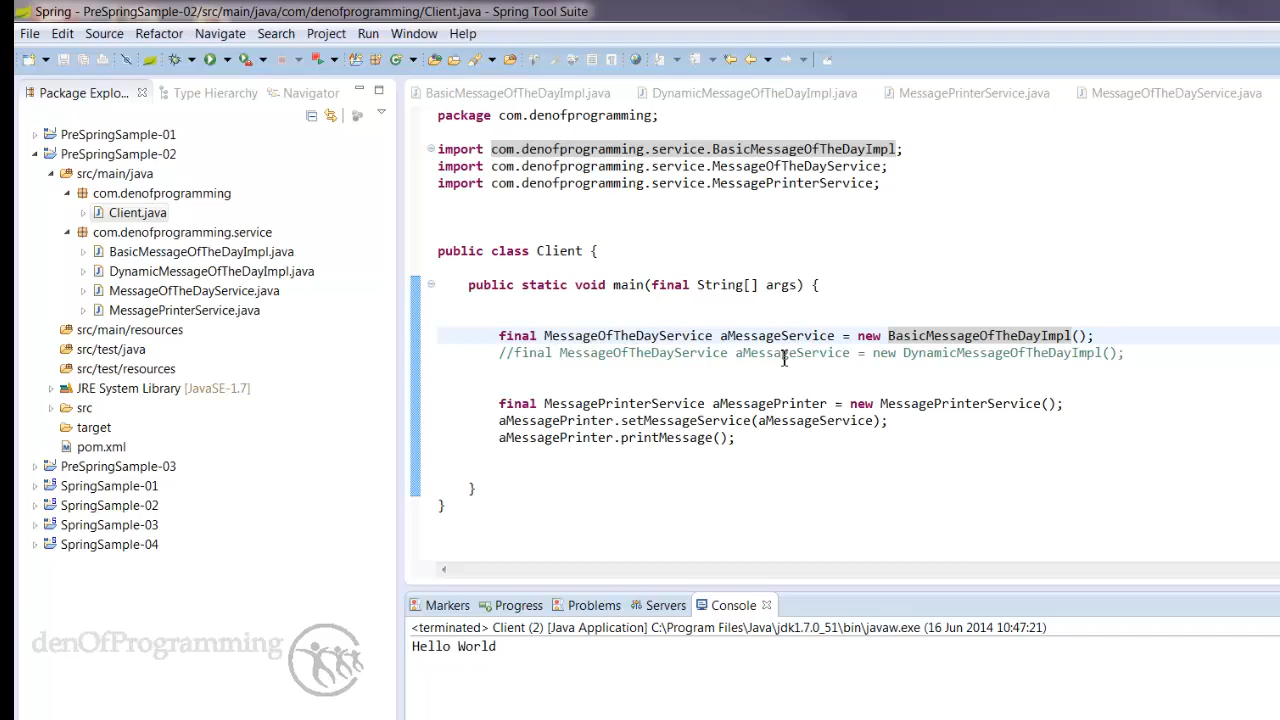 Spring - PreSpringSample-02/src/main/java/com/denofprogramming/Client.java - Spring Tool Suite
File Edit Source Refactor Navigate Search Project Run Window Help
Package Explo... Type Hierarchy Navigator
PreSpringSample-01
PreSpringSample-02
src/main/java
com.denofprogramming
Client.java
com.denofprogramming.service
BasicMessageOfTheDayImpl.java
DynamicMessageOfTheDayImpl.java
MessageOfTheDayService.java
MessagePrinterService.java
src/main/resources
src/test/java
src/test/resources
JRE System Library [JavaSE-1.7]
src
target
pom.xml
PreSpringSample-03
SpringSample-01
SpringSample-02
SpringSample-03
SpringSample-04
denOfProgramming
BasicMessageOfTheDayImpl.java DynamicMessageOfTheDayImpl.java MessagePrinterService.java MessageOfTheDayService.java
package com.denofprogramming;
import com.denofprogramming.service.BasicMessageOfTheDayImpl;
import com.denofprogramming.service.MessageOfTheDayService;
import com.denofprogramming.service.MessagePrinterService;
public class Client {
public static void main(final String[] args) {
final MessageOfTheDayService aMessageService = new BasicMessageOfTheDayImpl();
//final MessageOfTheDayService aMessageService = new DynamicMessageOfTheDayImpl();
final MessagePrinterService aMessagePrinter = new MessagePrinterService();
aMessagePrinter.setMessageService(aMessageService);
aMessagePrinter.printMessage();
}
}
Markers Progress Problems Servers Console
<terminated> Client (2) [Java Application] C:\Program Files\Java\jdk1.7.0_51\bin\javaw.exe (16 Jun 2014 10:47:21)
Hello World